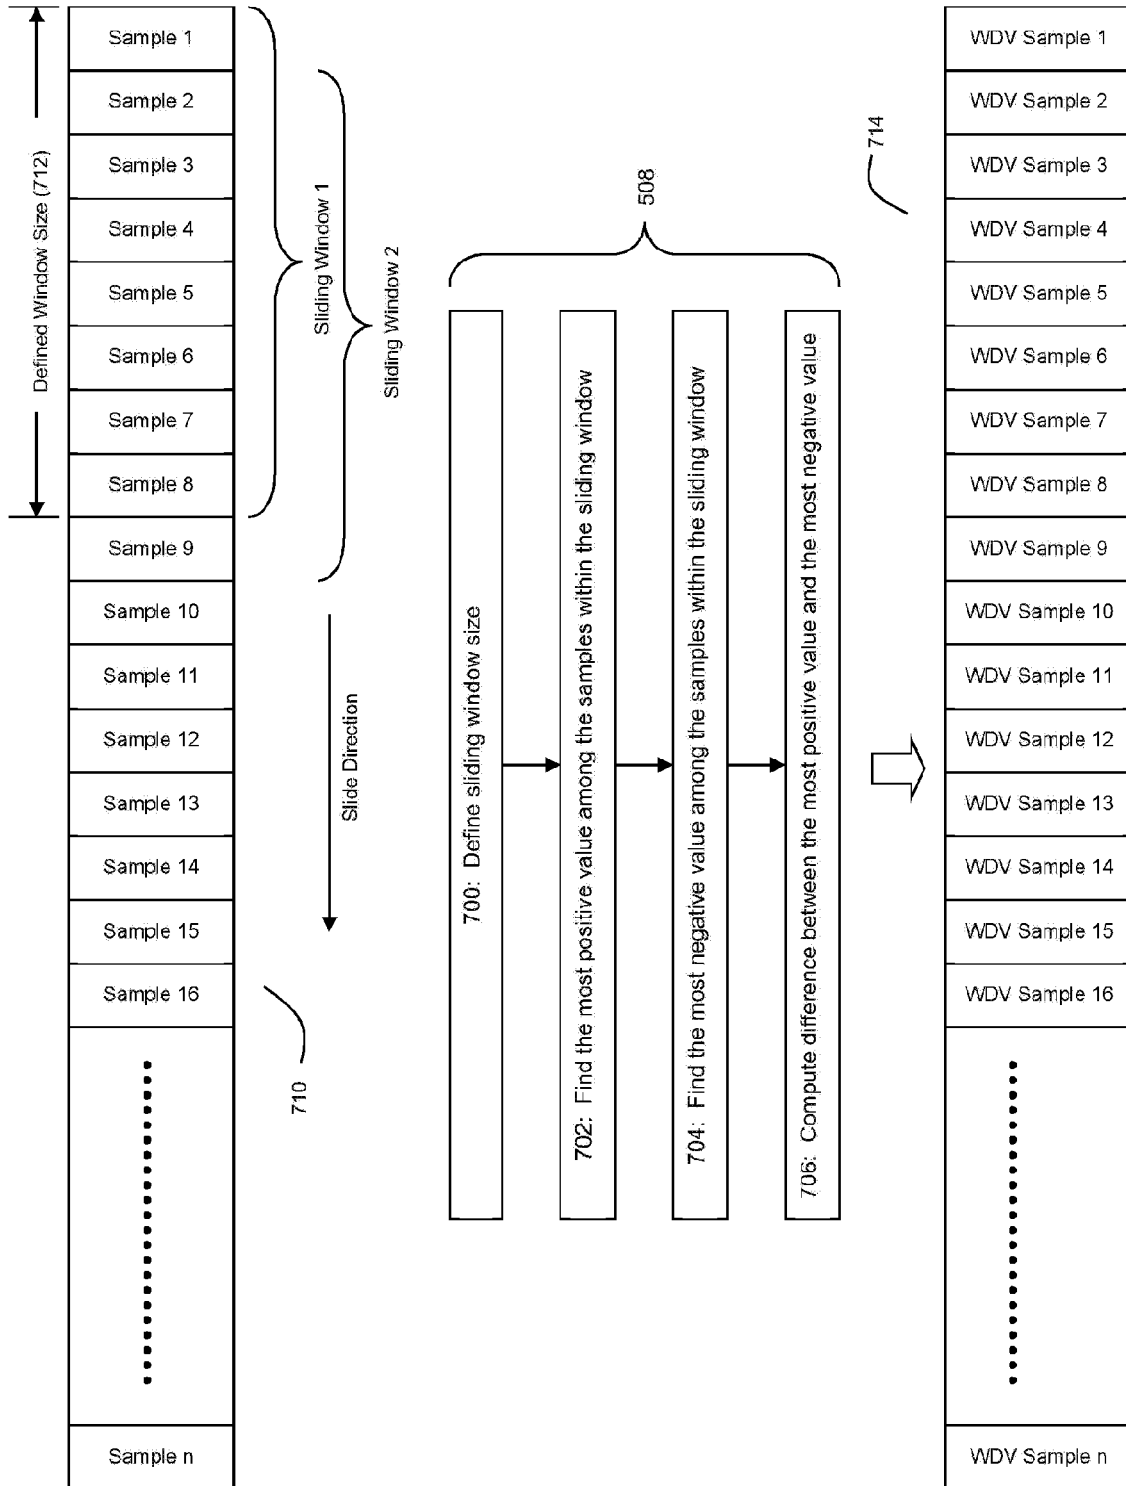 Defined Window Size (712)
Sample 1
Sample 2
Sample 3
Sample 4
Sample 5
Sample 6
Sample 7
Sample 8
Sample 9
Sample 10
Sample 11
Sample 12
Sample 13
Sample 14
Sample 15
Sample 16
Sample n
Sliding Window 1
Sliding Window 2
Slide Direction
710
508
700: Define sliding window size
702: Find the most positive value among the samples within the sliding window
704: Find the most negative value among the samples within the sliding window
706: Compute difference between the most positive value and the most negative value
714
WDV Sample 1
WDV Sample 2
WDV Sample 3
WDV Sample 4
WDV Sample 5
WDV Sample 6
WDV Sample 7
WDV Sample 8
WDV Sample 9
WDV Sample 10
WDV Sample 11
WDV Sample 12
WDV Sample 13
WDV Sample 14
WDV Sample 15
WDV Sample 16
WDV Sample n